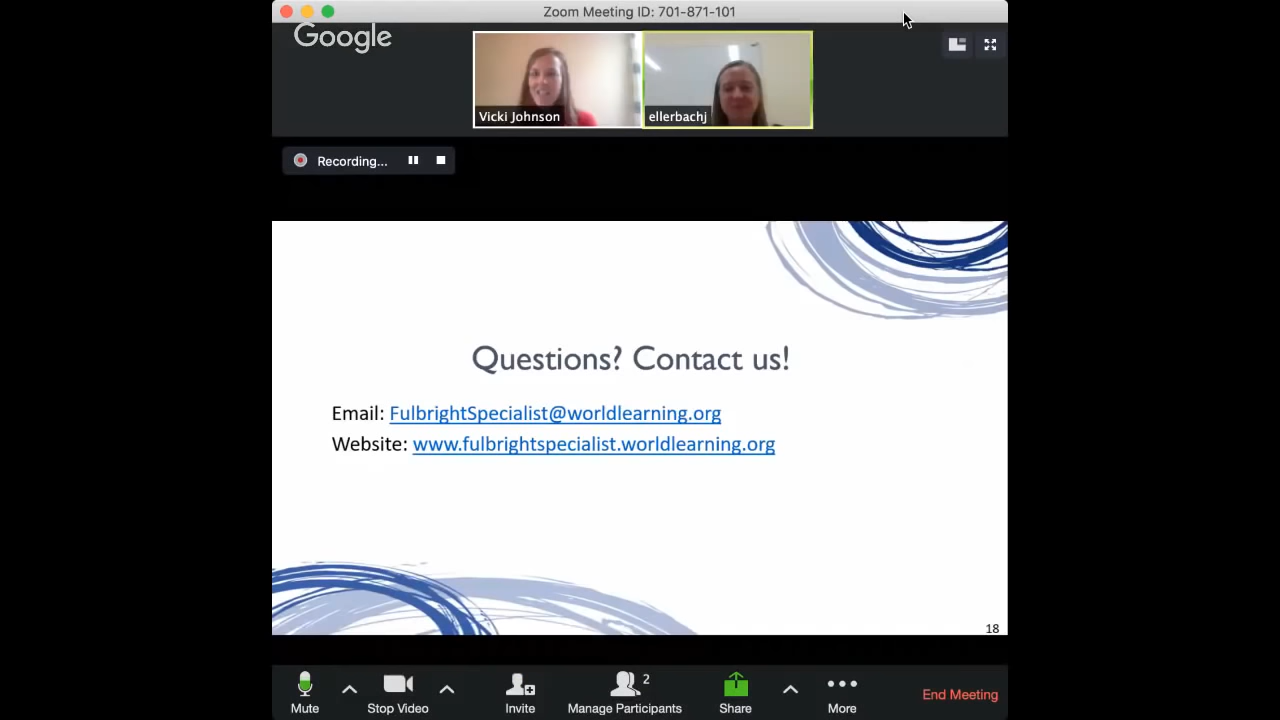 Zoom Meeting ID: 701-871-101
Google
Vicki Johnson
ellerbachj
Recording...
Questions? Contact us!
Email: FulbrightSpecialist@worldlearning.org
Website: www.fulbrightspecialist.worldlearning.org
18
2
Mute
Stop Video
Invite
Manage Participants
Share
More
End Meeting